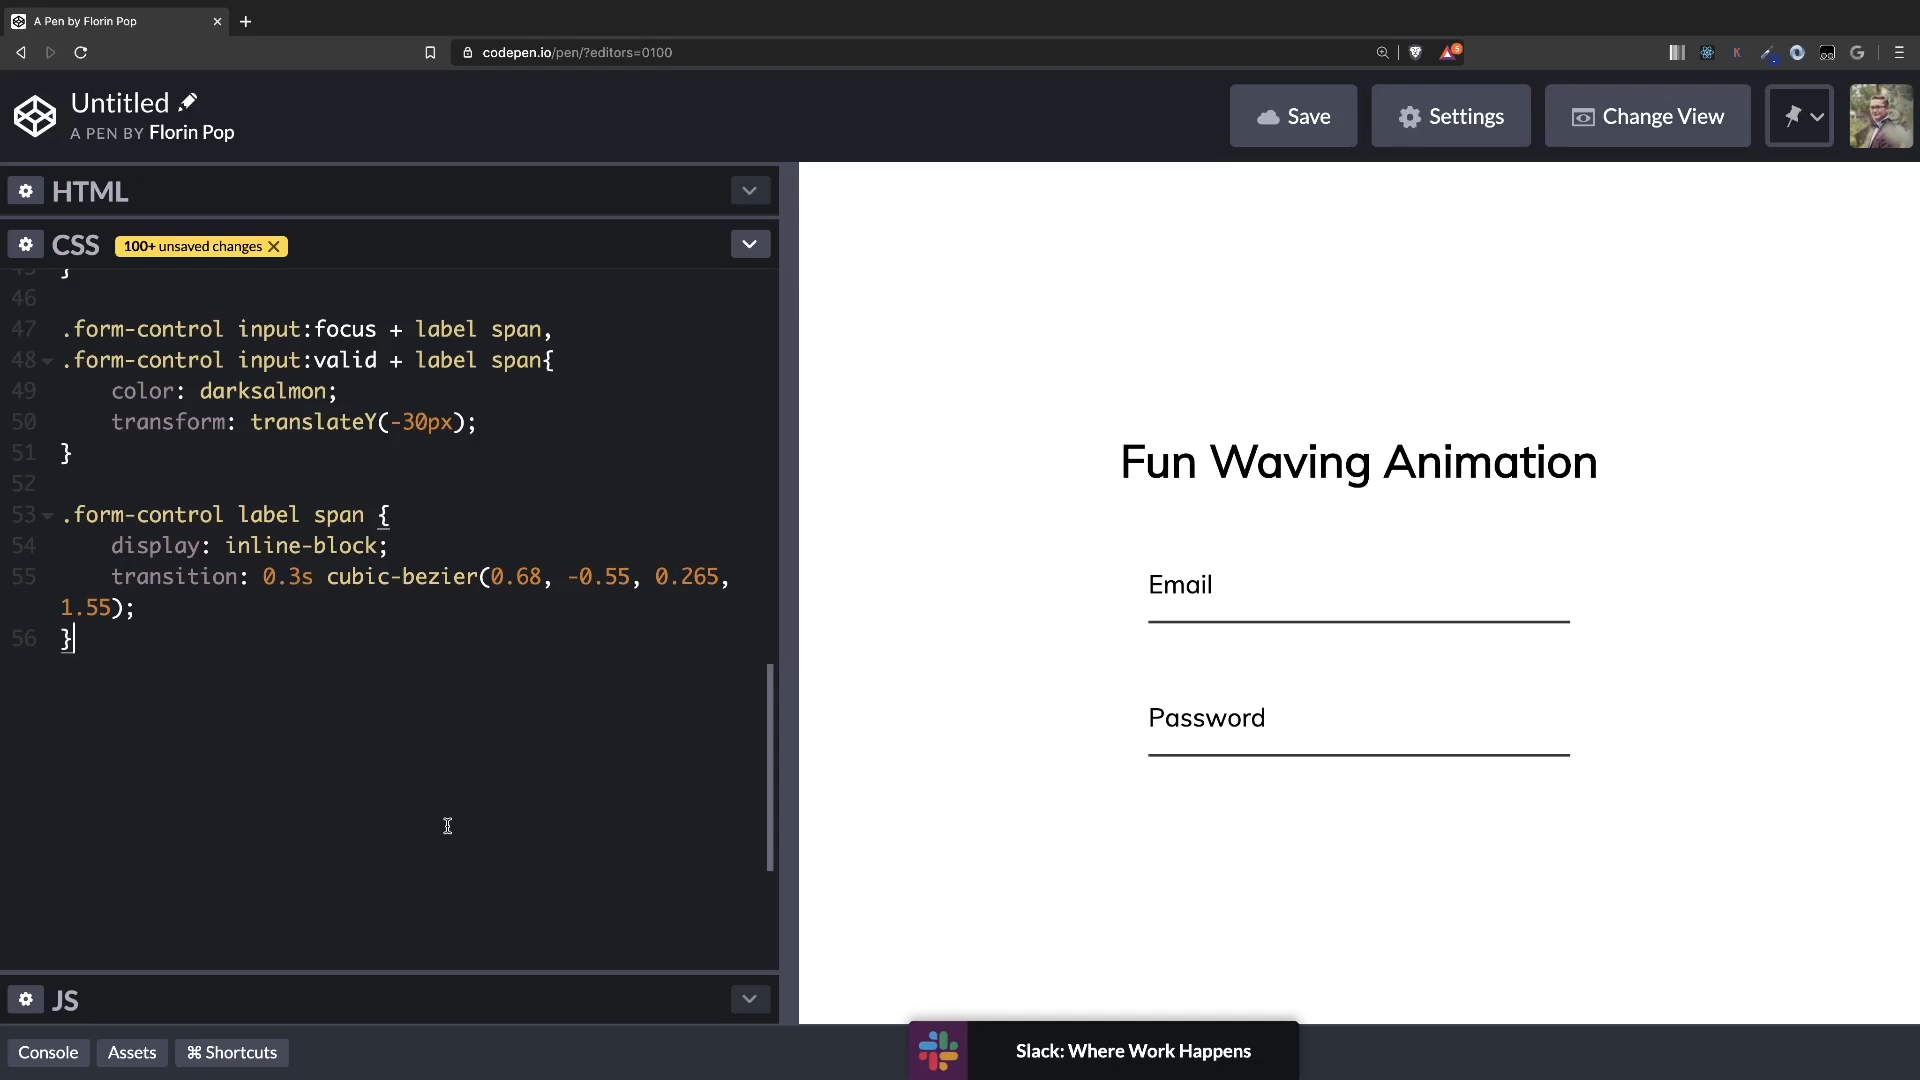 A Pen by Florin Pop
codepen.io/pen/?editors=0100
5
K
G
Untitled
A PEN BY Florin Pop
Save
Settings
Change View
HTML
CSS
100+ unsaved changes
45 }
46
47 .form-control input:focus + label span,
48 .form-control input:valid + label span{
49 color: darksalmon;
50 transform: translateY(-30px);
51 }
52
53 .form-control label span {
54 display: inline-block;
55 transition: 0.3s cubic-bezier(0.68, -0.55, 0.265,
1.55);
56 }
Fun Waving Animation
Email
Password
JS
Console
Assets
⌘ Shortcuts
Slack: Where Work Happens